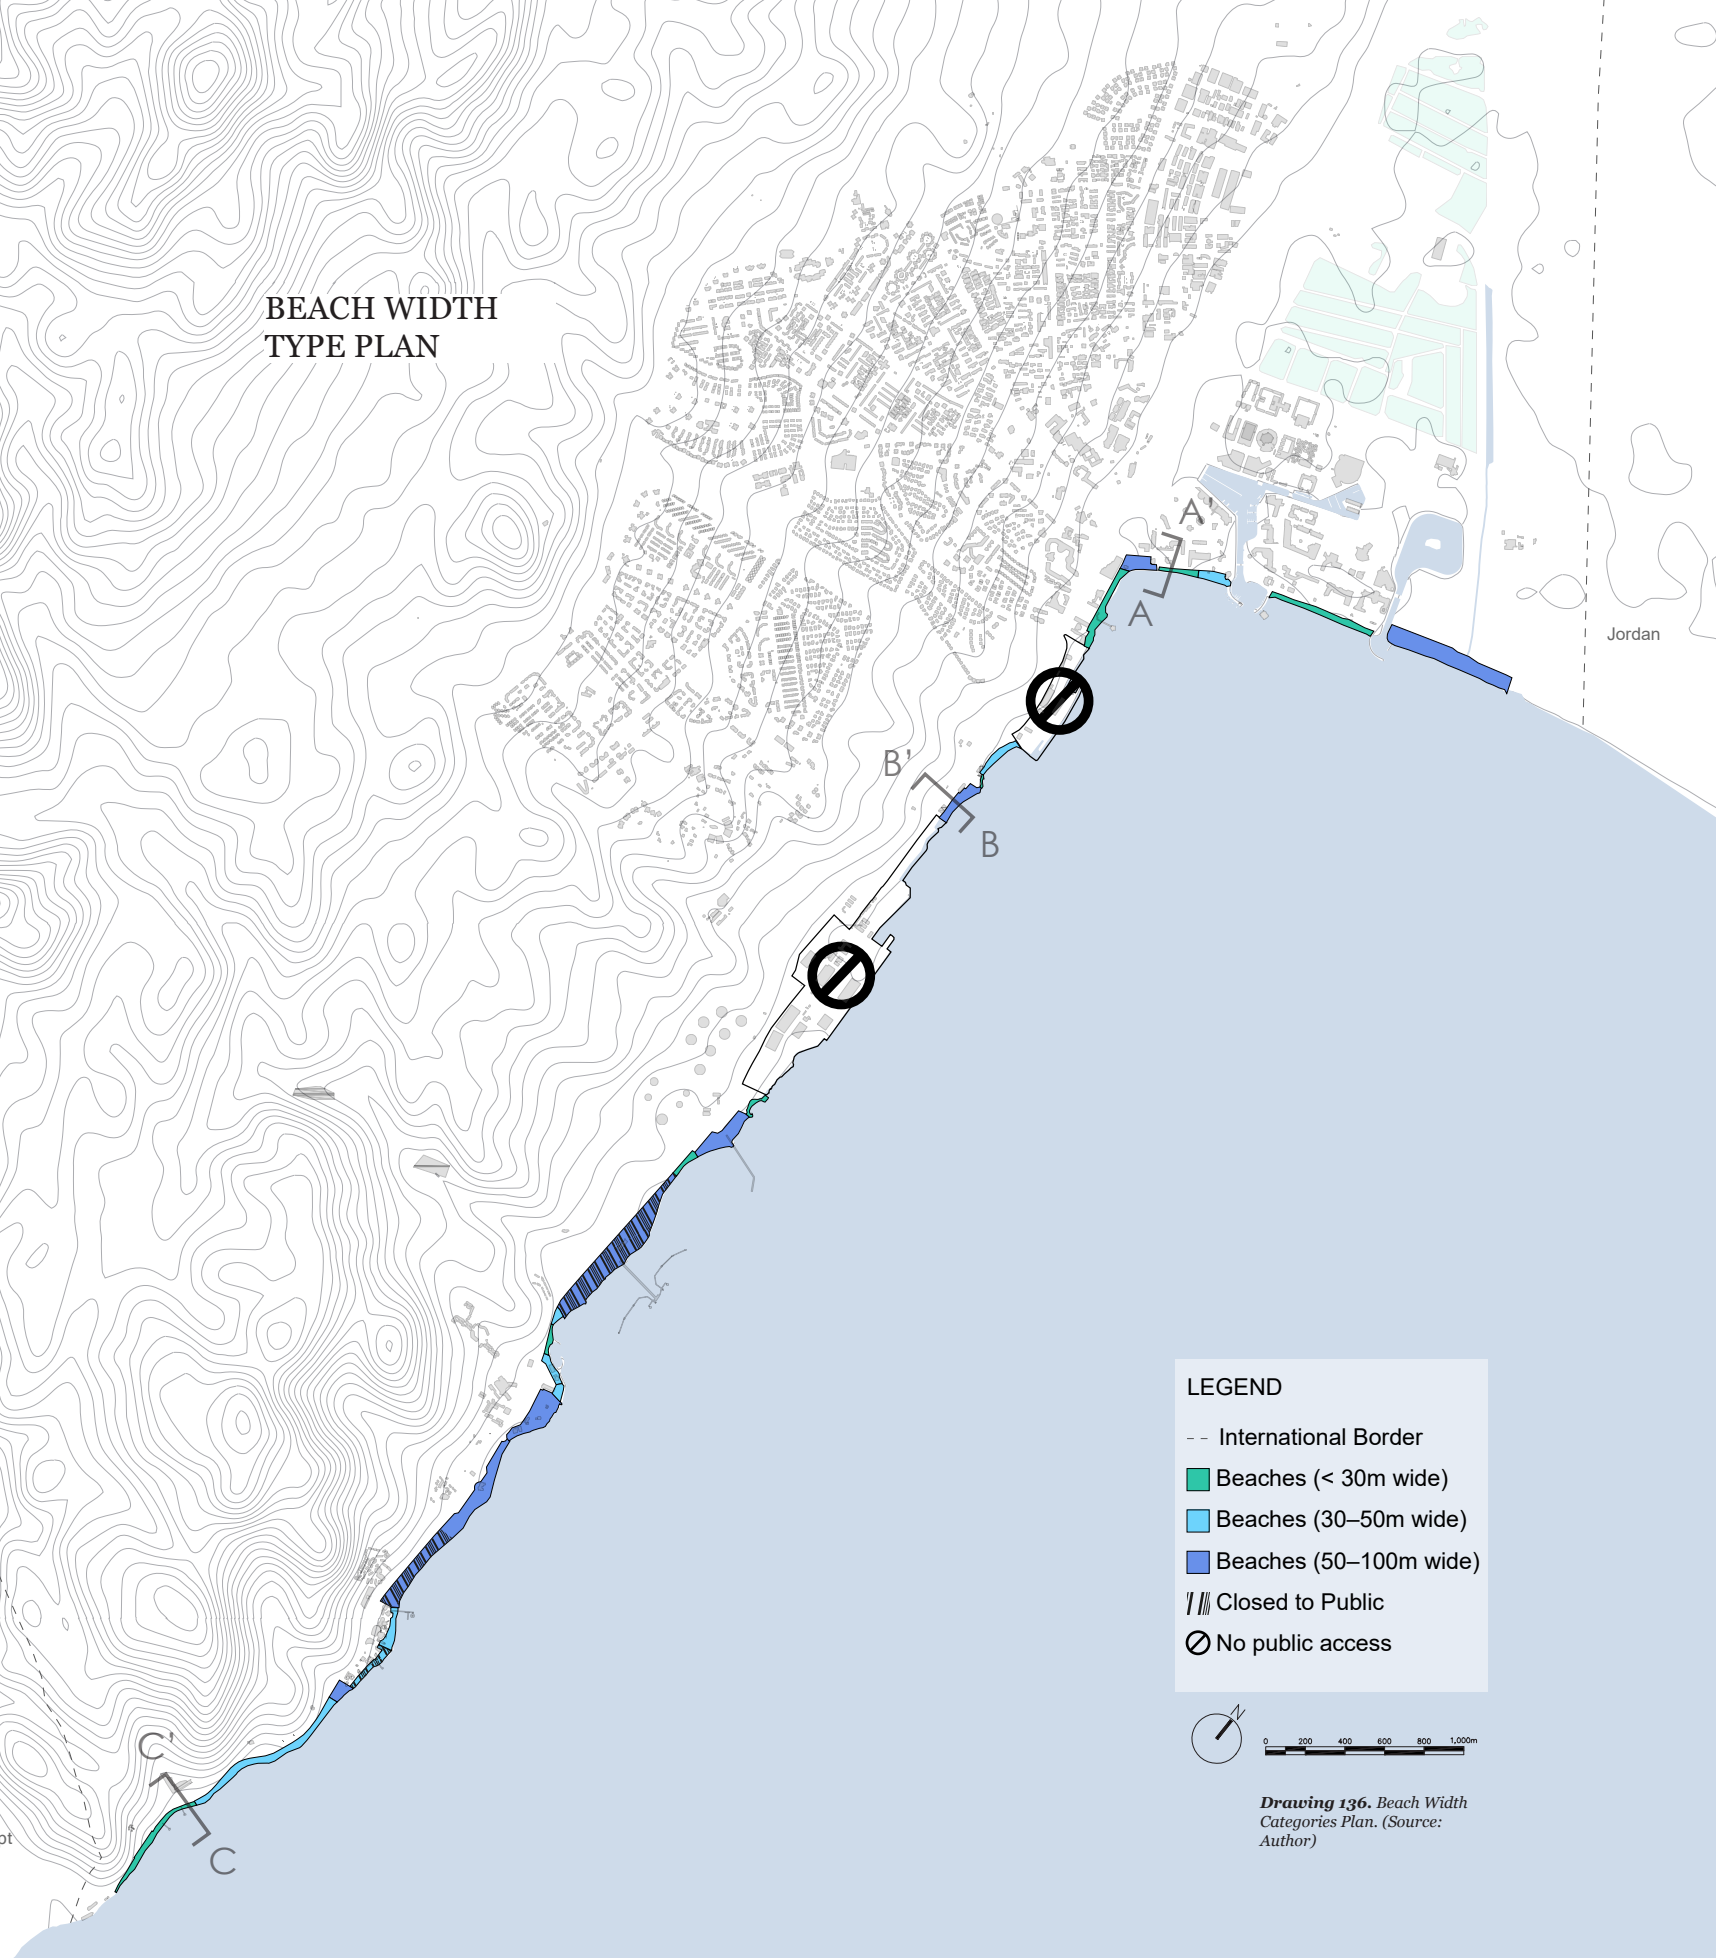 BEACH WIDTH
TYPE PLAN
A'
A
Jordan
B'
B
LEGEND
International Border
Beaches (< 30m wide)
Beaches (30–50m wide)
Beaches (50–100m wide)
Closed to Public
No public access
N
0 200 400 600 800 1,000m
C'
C
Drawing 136. Beach Width
Categories Plan. (Source:
Author)